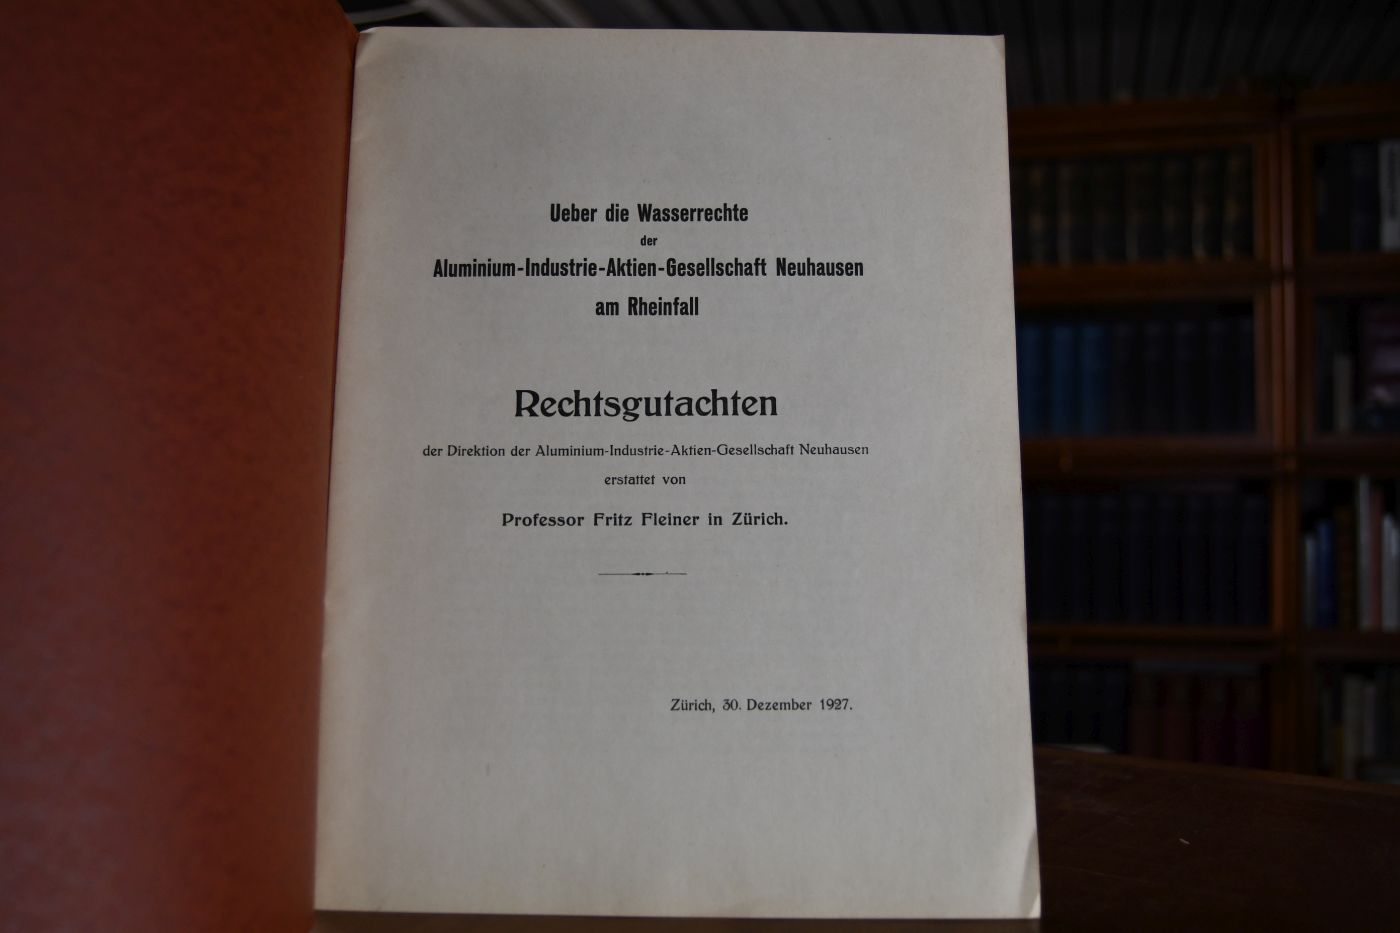 Ueber die Wasserrechte
der
Aluminium-Industrie-Aktien-Gesellschaft Neuhausen
am Rheinfall
Rechtsgutachten
der Direktion der Aluminium-Industrie-Aktien-Gesellschaft Neuhausen
erstattet von
Professor Fritz Fleiner in Zürich.
Zürich, 30. Dezember 1927.